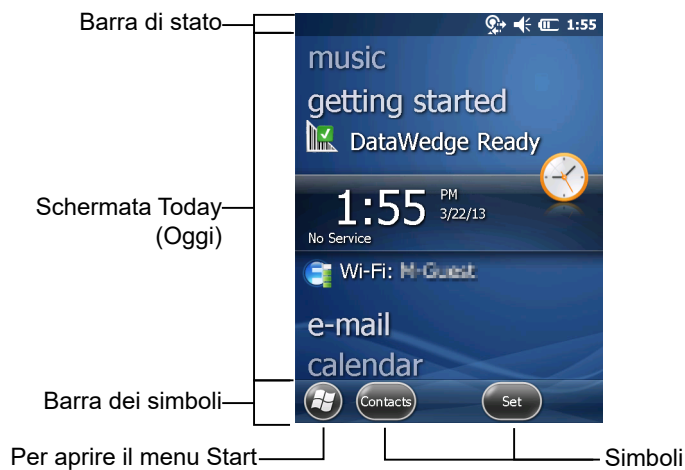 Barra di stato
1:55
music
getting started
DataWedge Ready
Schermata Today
(Oggi)
1:55
PM
3/22/13
No Service
Wi-Fi:
e-mail
calendar
Barra dei simboli
Contacts
Set
Per aprire il menu Start
Simboli